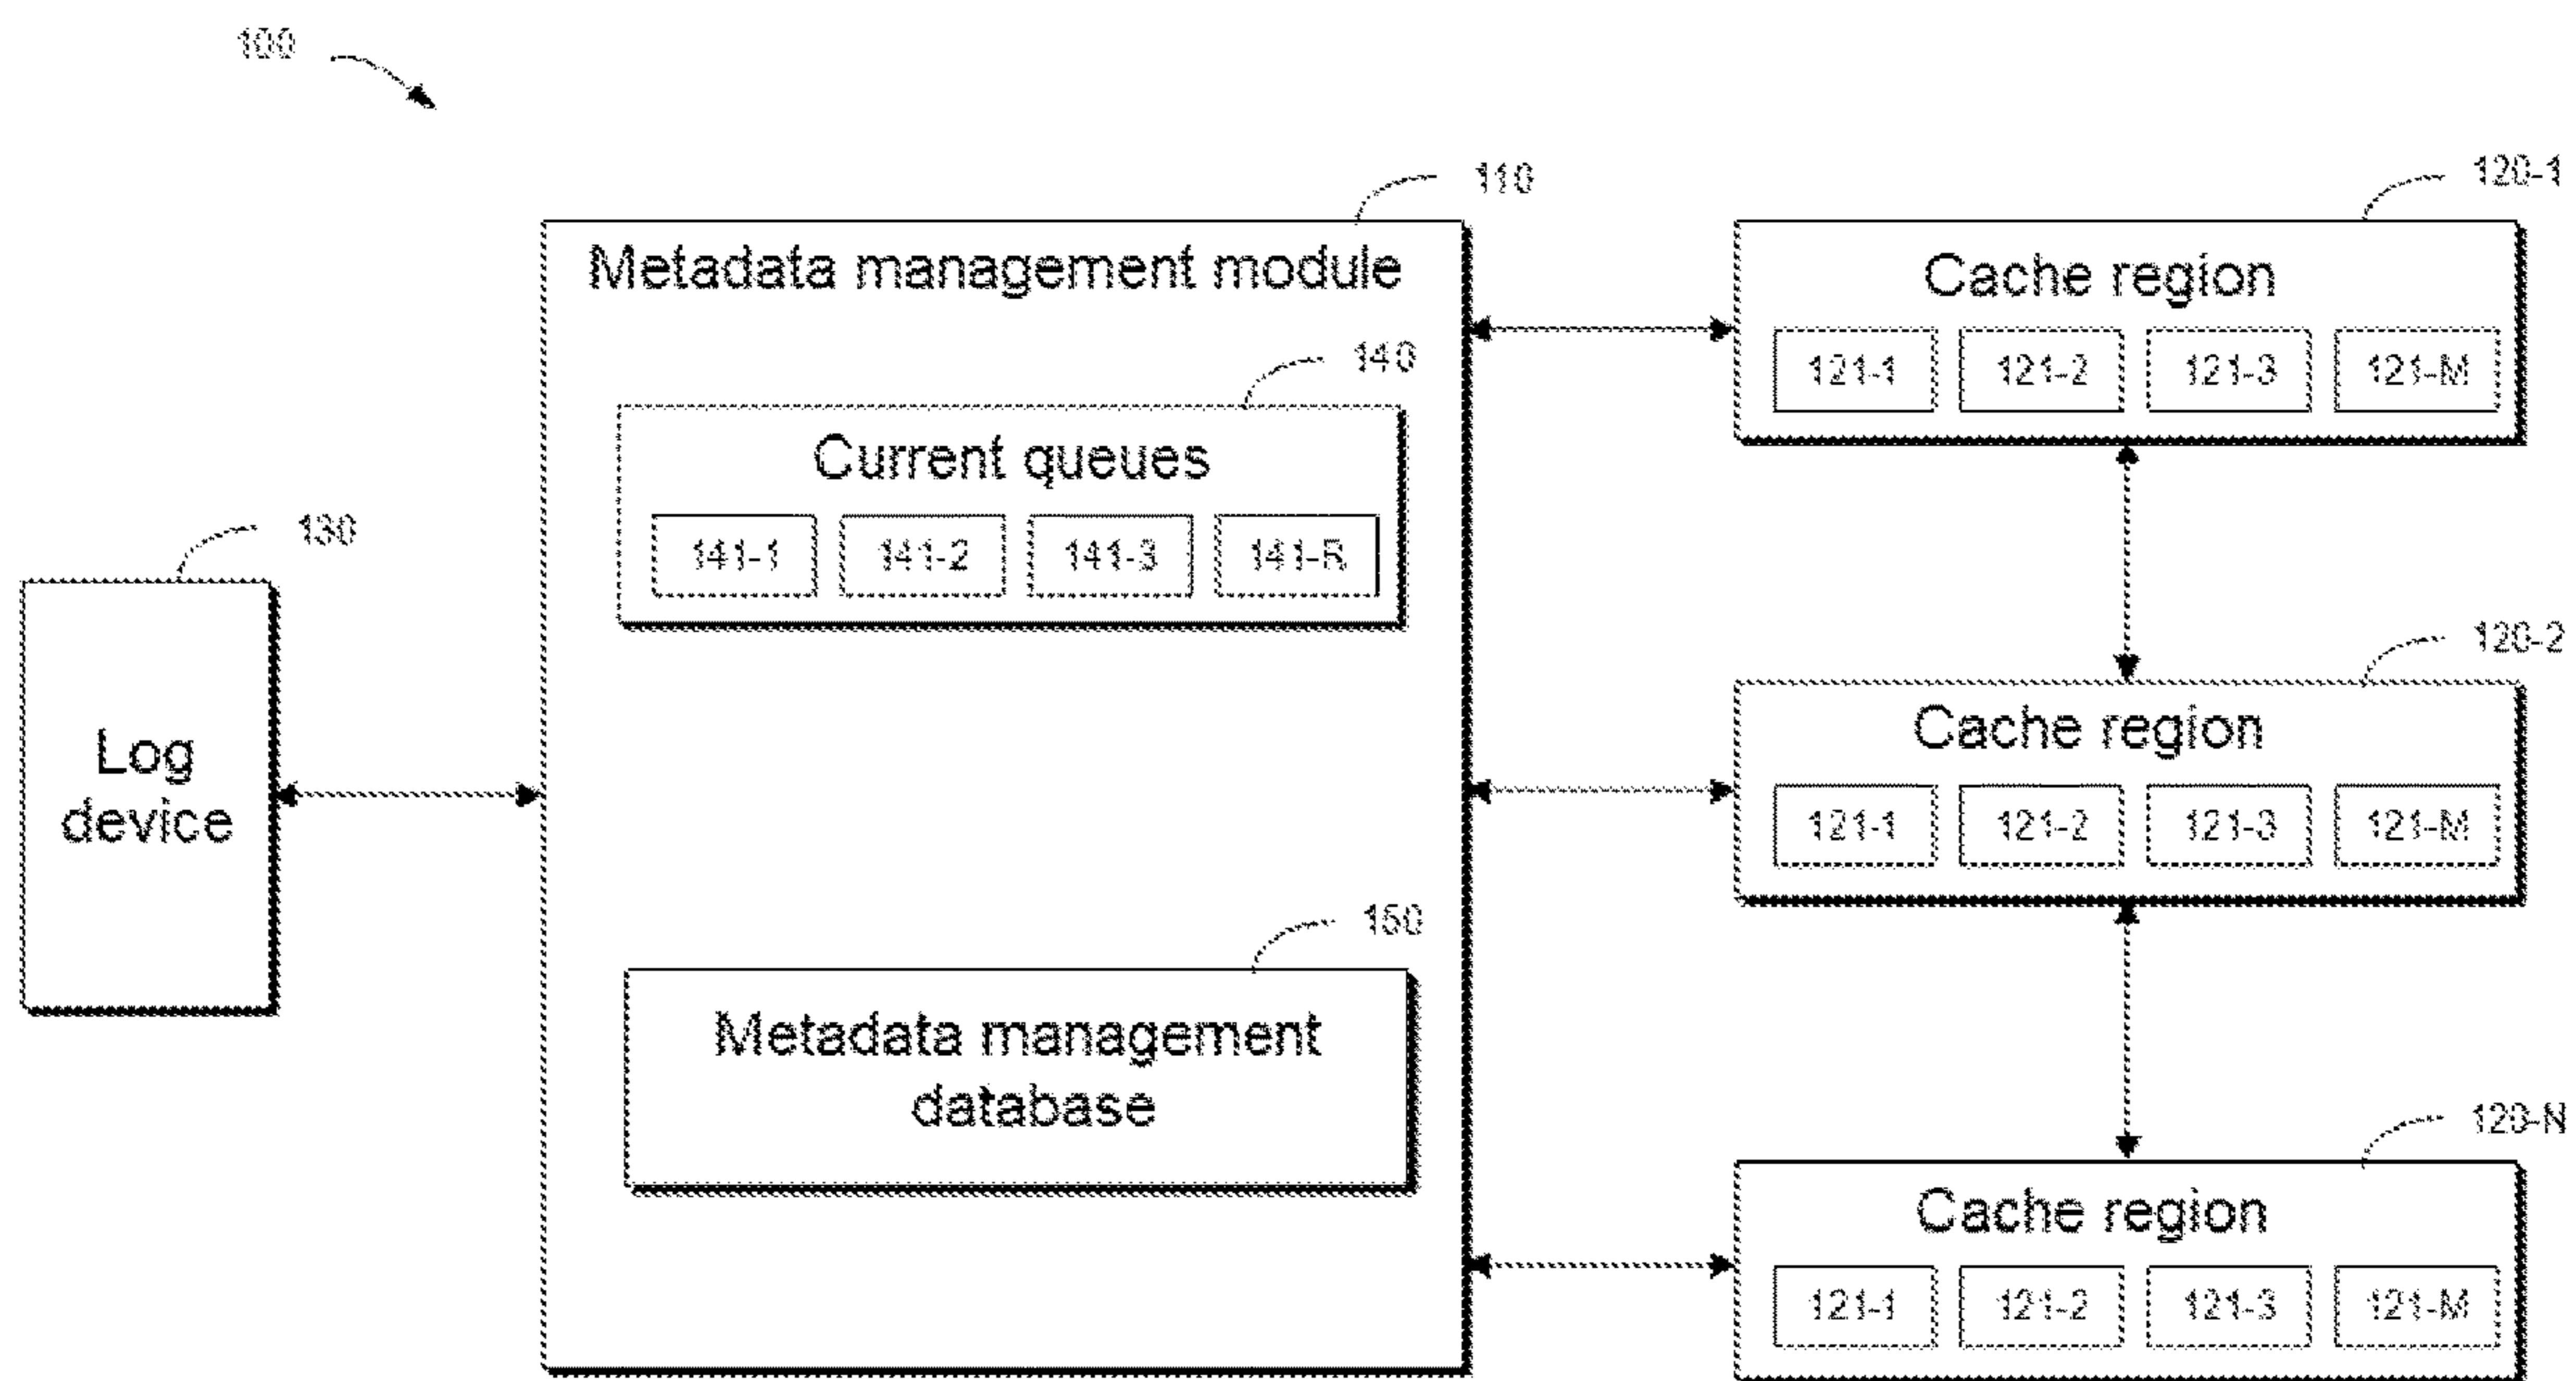 100
110
120-1
Metadata management module
Cache region
140
121-1 121-2 121-3 121-M
Current queues
130
141-1 141-2 141-3 141-R
120-2
Log
device
Cache region
121-1 121-2 121-3 121-M
150
Metadata management
database
120-N
Cache region
121-1 121-2 121-3 121-M